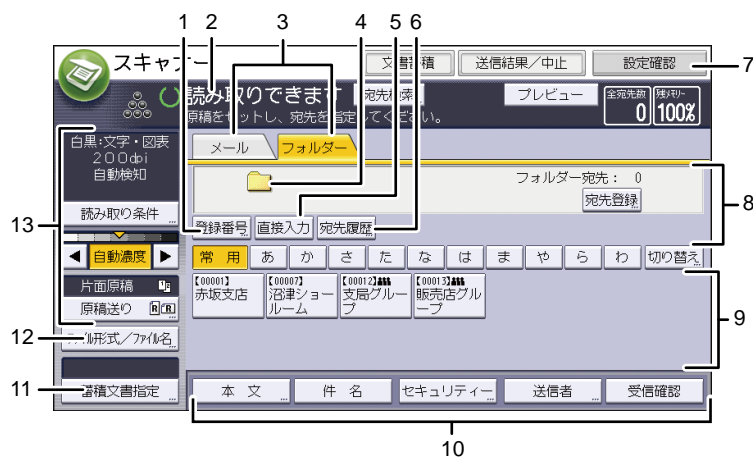 1 2 3 4 5 6
スキャナー 文書蓄積 送信結果／中止 設定確認 7
読み取りできます 宛先検索 プレビュー 全宛先数 0 残メモリー 100%
原稿をセットし、宛先を指定してください。
白黒:文字・図表
200dpi
自動検知
メール フォルダー
フォルダー宛先： 0
8
宛先登録
13 読み取り条件
登録番号 直接入力 宛先履歴
自動濃度
常用 あ か さ た な は ま や ら わ 切り替え
片面原稿
原稿送り R R
【00001】 【00007】 【00012】 【00013】
赤坂支店 沼津ショールーム 支局グループ 販売店グループ
9
12 ファイル形式／ファイル名
11 蓄積文書指定
本文 件名 セキュリティー 送信者 受信確認
10